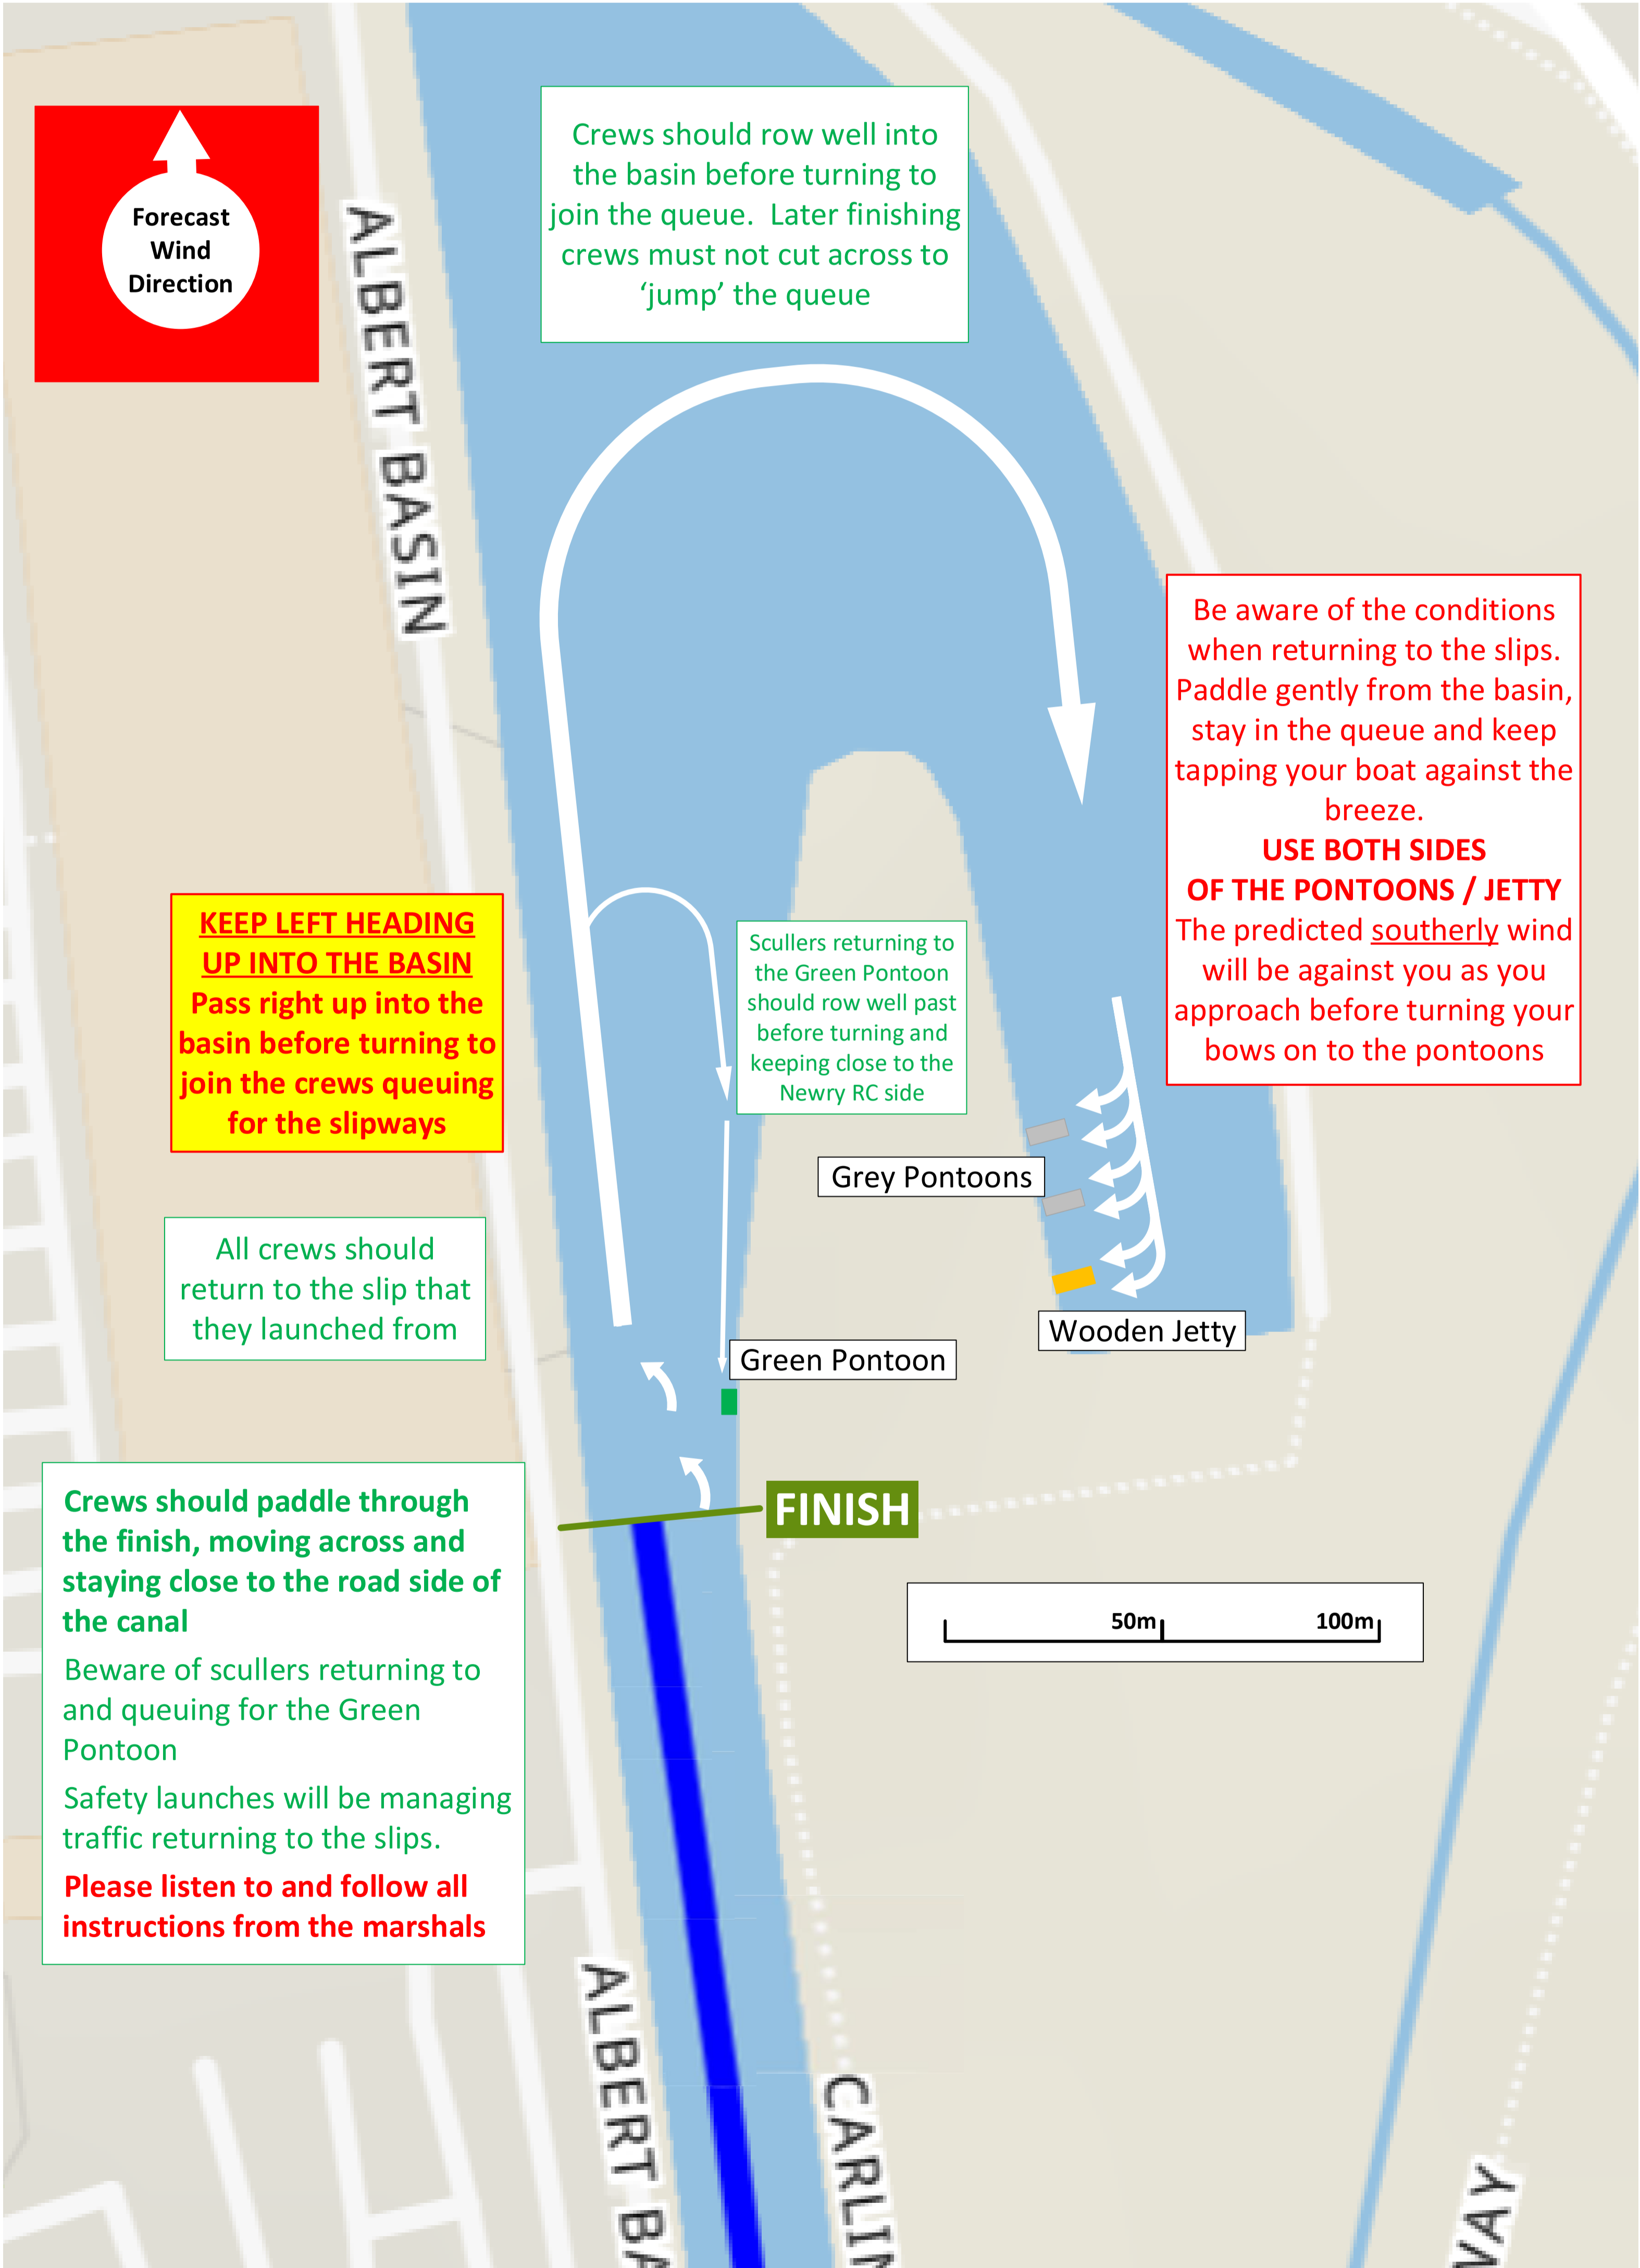 Forecast
Wind
Direction
ALBERT BASIN
Crews should row well into
the basin before turning to
join the queue.  Later finishing
crews must not cut across to
‘jump’ the queue
Be aware of the conditions
when returning to the slips.
Paddle gently from the basin,
stay in the queue and keep
tapping your boat against the
breeze.
USE BOTH SIDES
OF THE PONTOONS / JETTY
The predicted southerly wind
will be against you as you
approach before turning your
bows on to the pontoons
KEEP LEFT HEADING
UP INTO THE BASIN
Pass right up into the
basin before turning to
join the crews queuing
for the slipways
Scullers returning to
the Green Pontoon
should row well past
before turning and
keeping close to the
Newry RC side
Grey Pontoons
All crews should
return to the slip that
they launched from
Wooden Jetty
Green Pontoon
FINISH
Crews should paddle through
the finish, moving across and
staying close to the road side of
the canal
Beware of scullers returning to
and queuing for the Green
Pontoon
Safety launches will be managing
traffic returning to the slips.
Please listen to and follow all
instructions from the marshals
50m
100m
ALBERT BA
CARLIN
WAY